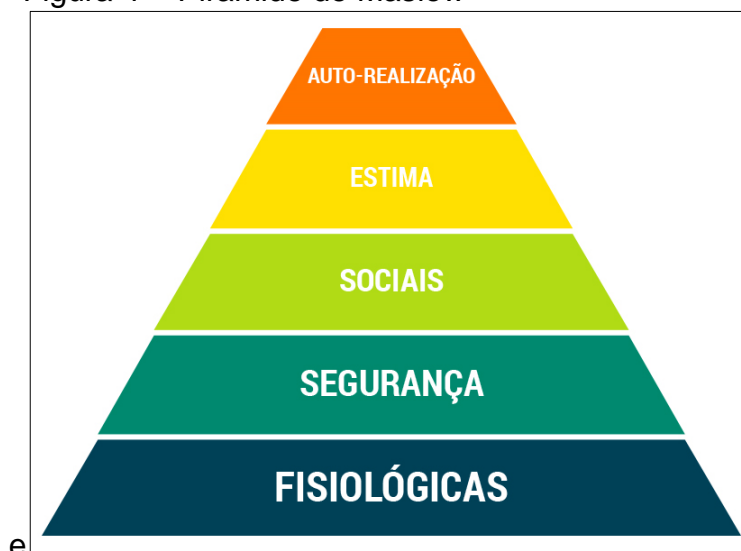 AUTO-REALIZAÇÃO
ESTIMA
SOCIAIS
SEGURANÇA
FISIOLÓGICAS
e